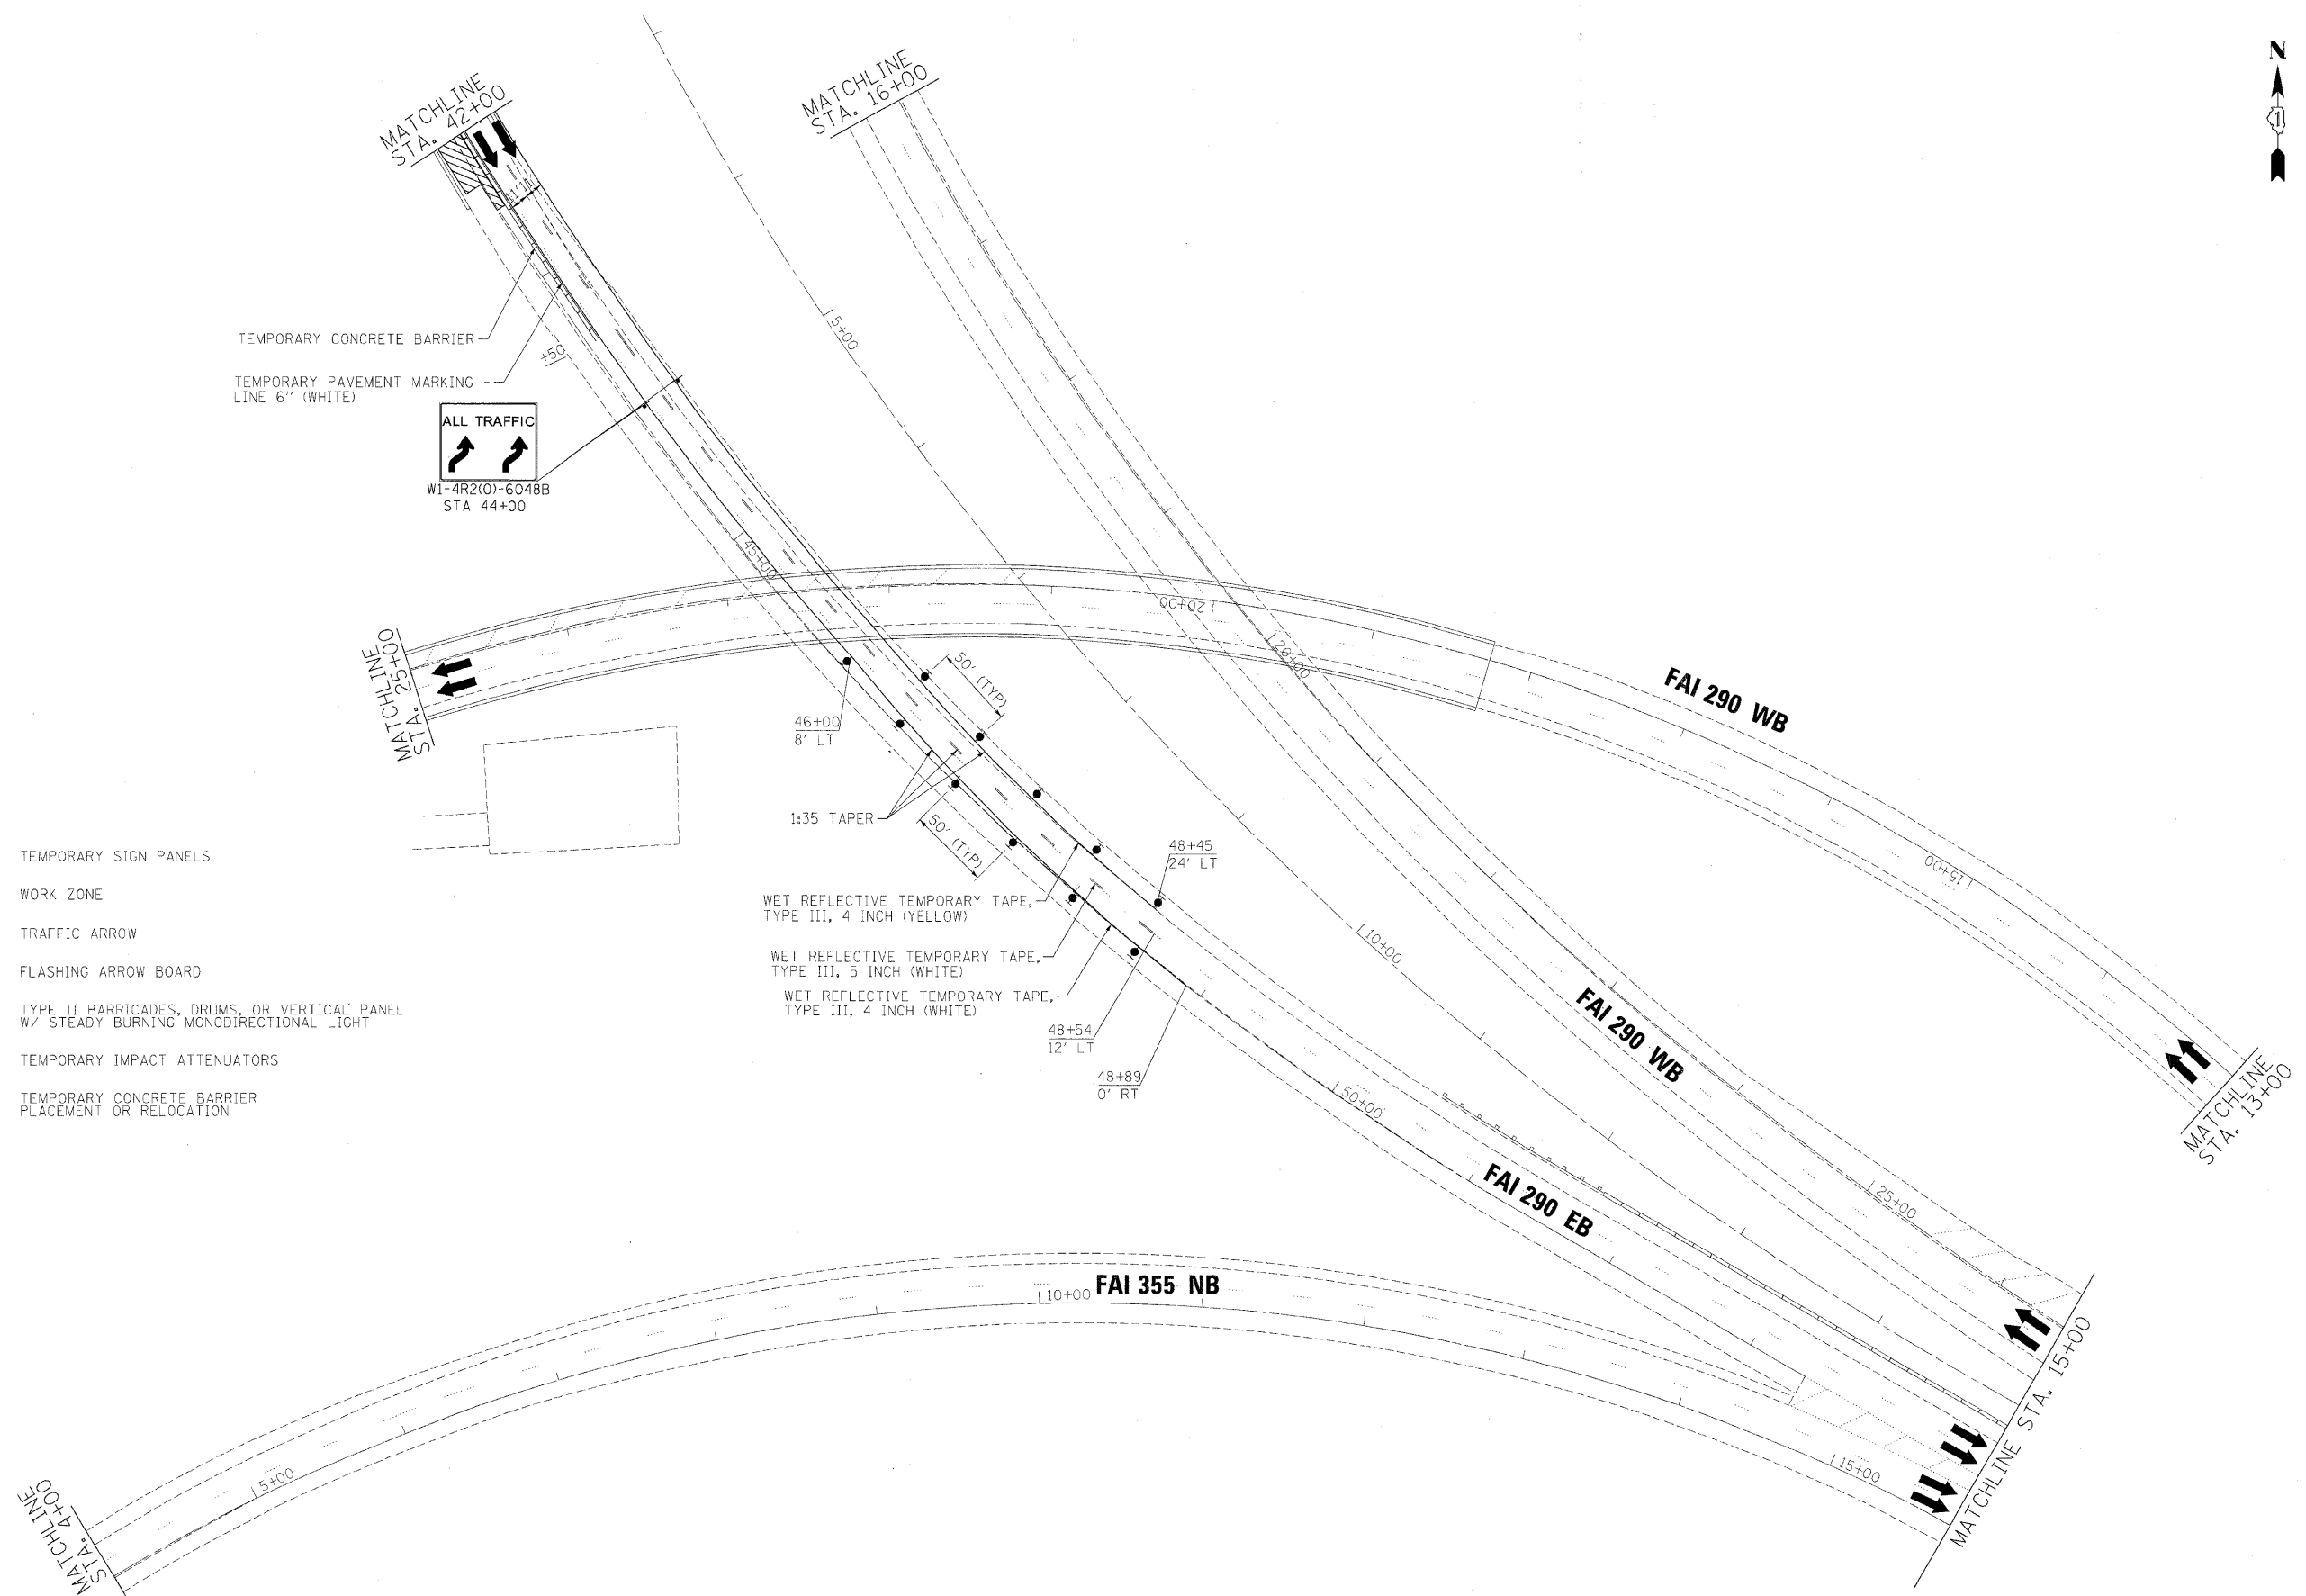 N
MATCHLINE
STA. 42+00
MATCHLINE
STA. 16+00
TEMPORARY CONCRETE BARRIER
TEMPORARY PAVEMENT MARKING
LINE 6" (WHITE)
+50
15+00
ALL TRAFFIC
W1-4R2(O)-6048B
STA 44+00
45+00
MATCHLINE
STA. 25+00
20+00
20+00
FAI 290 WB
50' (TYP)
46+00
8' LT
1:35 TAPER
50' (TYP)
48+45
24' LT
WET REFLECTIVE TEMPORARY TAPE,
TYPE III, 4 INCH (YELLOW)
WET REFLECTIVE TEMPORARY TAPE,
TYPE III, 5 INCH (WHITE)
WET REFLECTIVE TEMPORARY TAPE,
TYPE III, 4 INCH (WHITE)
48+54
12' LT
48+89
0' RT
10+00
15+00
FAI 290 WB
MATCHLINE
STA. 13+00
50+00
FAI 290 EB
25+00
TEMPORARY SIGN PANELS
WORK ZONE
TRAFFIC ARROW
FLASHING ARROW BOARD
TYPE II BARRICADES, DRUMS, OR VERTICAL PANEL
W/ STEADY BURNING MONODIRECTIONAL LIGHT
TEMPORARY IMPACT ATTENUATORS
TEMPORARY CONCRETE BARRIER
PLACEMENT OR RELOCATION
FAI 355 NB
10+00
5+00
15+00
MATCHLINE STA. 15+00
MATCHLINE
STA. 4+00